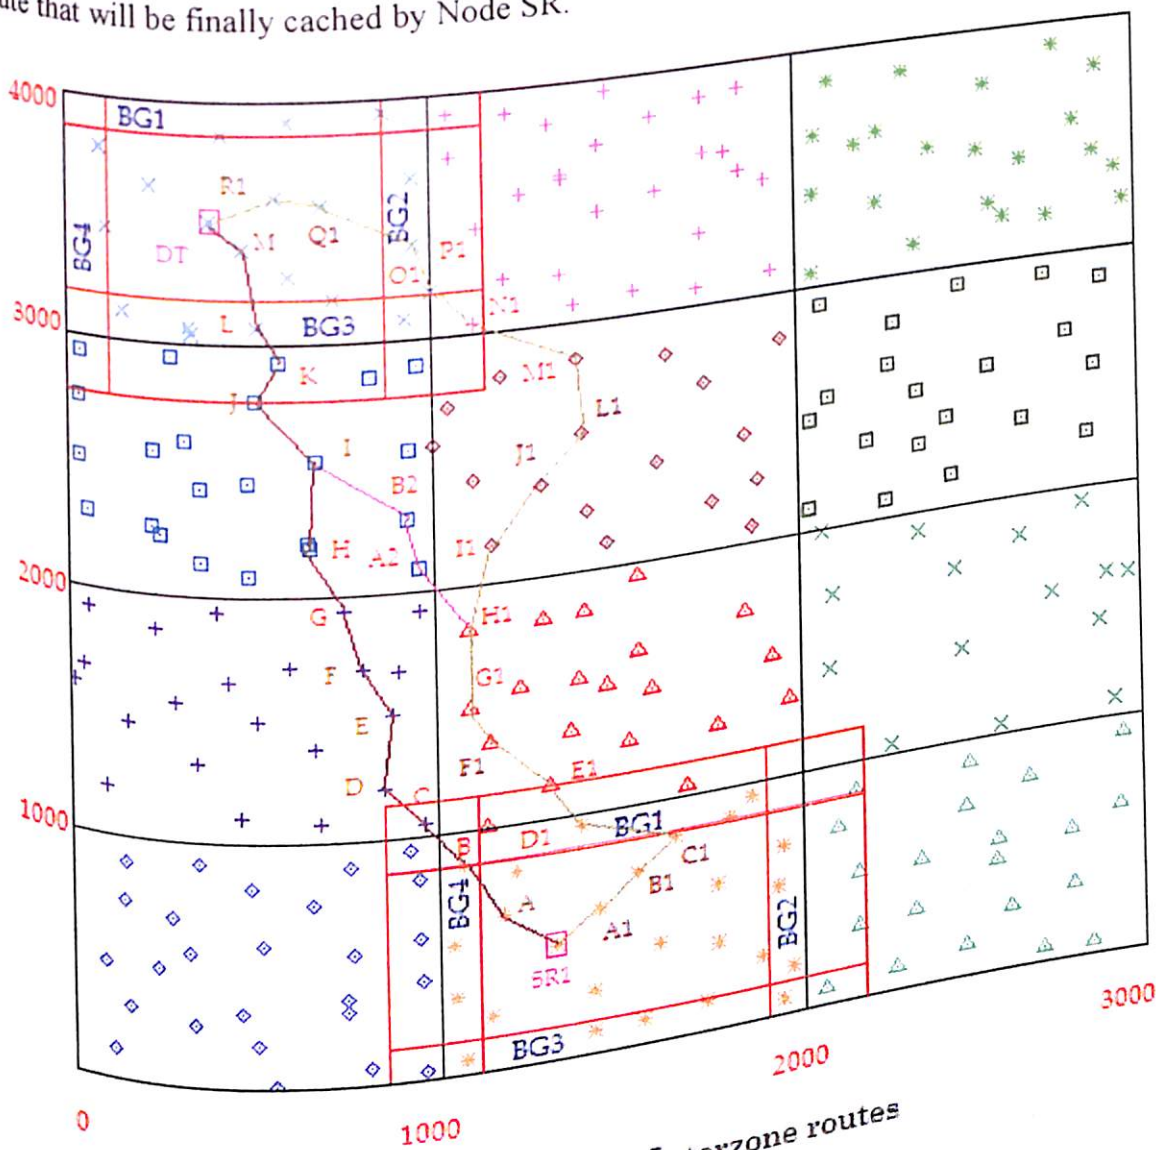 that will be finally cached by Node SR.
4000
BG1
R1
BG4
BG2
DT
M
Q1
P1
O1
3000
L
BG3
N1
K
M1
J
L1
I
J1
B2
H
A2
I1
2000
G
H1
F
G1
E
F1
E1
D
C
1000
B
D1
BG1
C1
BG4
A
B1
A1
BG2
SR1
BG3
0
1000
2000
3000
routes